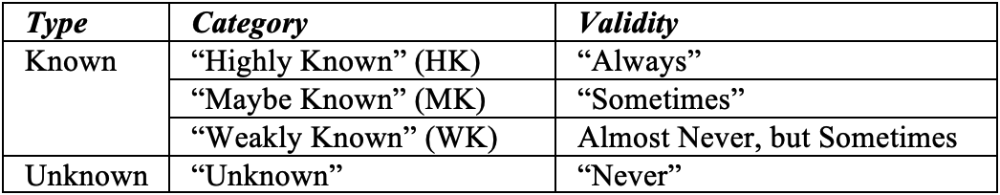 Type Category Validity
Known “Highly Known” (HK) “Always”
“Maybe Known” (MK) “Sometimes”
“Weakly Known” (WK) Almost Never, but Sometimes
Unknown “Unknown” “Never”